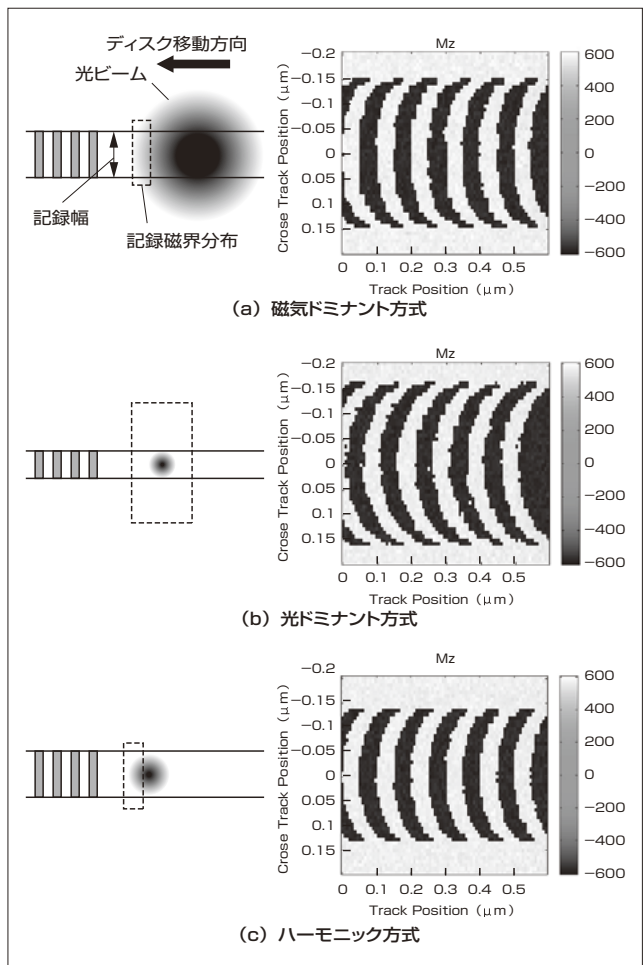 ディスク移動方向
光ビーム
記録幅
記録磁界分布
Mz
Crose Track Position (μm)
-0.2
-0.15
-0.1
-0.05
0
0.05
0.1
0.15
0 0.1 0.2 0.3 0.4 0.5
Track Position (μm)
600
400
200
0
-200
-400
-600
(a) 磁気ドミナント方式
Mz
Crose Track Position (μm)
-0.2
-0.15
-0.1
-0.05
0
0.05
0.1
0.15
0 0.1 0.2 0.3 0.4 0.5
Track Position (μm)
600
400
200
0
-200
-400
-600
(b) 光ドミナント方式
Mz
Crose Track Position (μm)
-0.2
-0.15
-0.1
-0.05
0
0.05
0.1
0.15
0 0.1 0.2 0.3 0.4 0.5
Track Position (μm)
600
400
200
0
-200
-400
-600
(c) ハーモニック方式